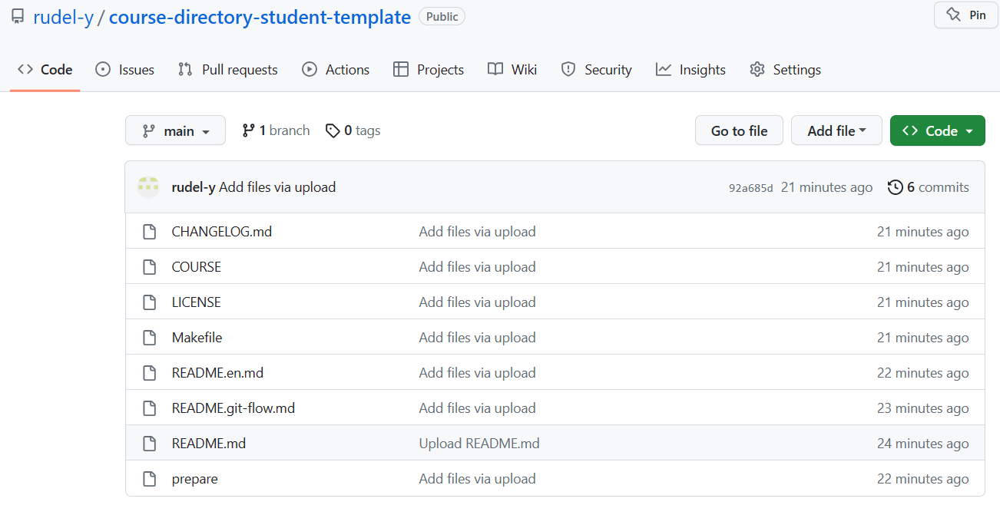 rudel-y / course-directory-student-template Public Pin
Code Issues Pull requests Actions Projects Wiki Security Insights Settings
main 1 branch 0 tags Go to file Add file Code
rudel-y Add files via upload 92a685d 21 minutes ago 6 commits
CHANGELOG.md Add files via upload 21 minutes ago
COURSE Add files via upload 21 minutes ago
LICENSE Add files via upload 21 minutes ago
Makefile Add files via upload 21 minutes ago
README.en.md Add files via upload 22 minutes ago
README.git-flow.md Add files via upload 23 minutes ago
README.md Upload README.md 24 minutes ago
prepare Add files via upload 22 minutes ago